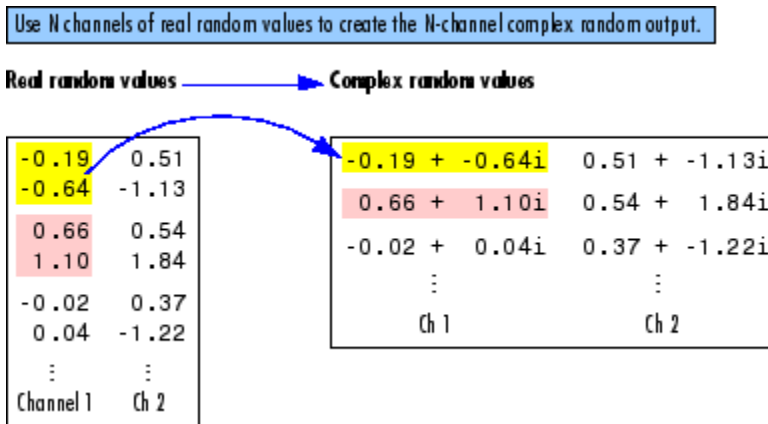 Use N channels of real random values to create the N-channel complex random output.
Real random values
Complex random values
-0.19 0.51
-0.64 -1.13
0.66 0.54
1.10 1.84
-0.02 0.37
0.04 -1.22
⋮ ⋮
Channel 1 Ch 2
-0.19 + -0.64i 0.51 + -1.13i
0.66 + 1.10i 0.54 + 1.84i
-0.02 + 0.04i 0.37 + -1.22i
⋮ ⋮
Ch 1 Ch 2